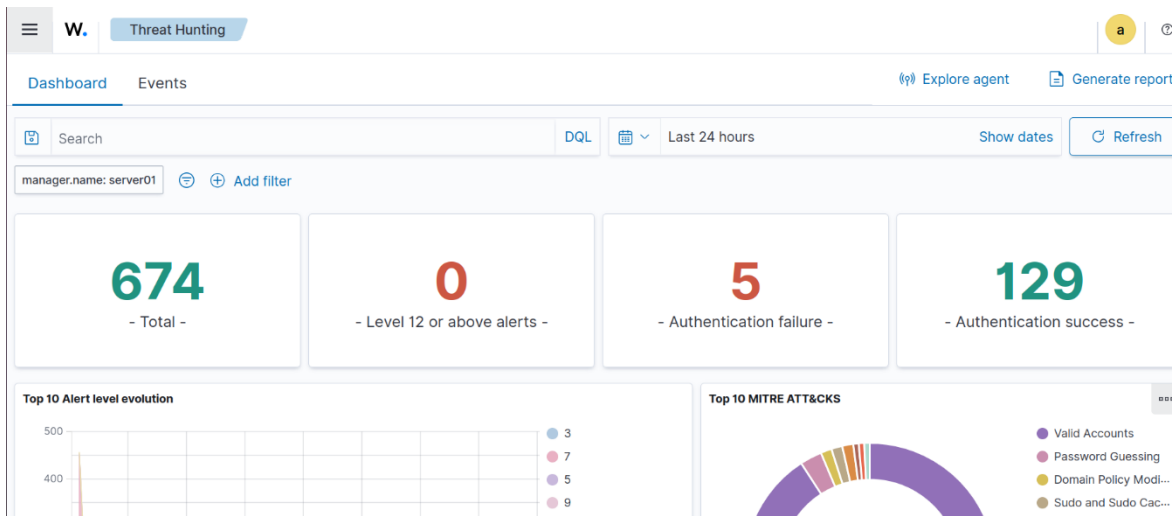 W. Threat Hunting a
Dashboard Events Explore agent Generate report
Search DQL Last 24 hours Show dates Refresh
manager.name: server01 Add filter
674 0 5 129
- Total - - Level 12 or above alerts - - Authentication failure - - Authentication success -
Top 10 Alert level evolution Top 10 MITRE ATT&CKS
500 3 Valid Accounts
7 Password Guessing
400 5 Domain Policy Modi...
9 Sudo and Sudo Cac...